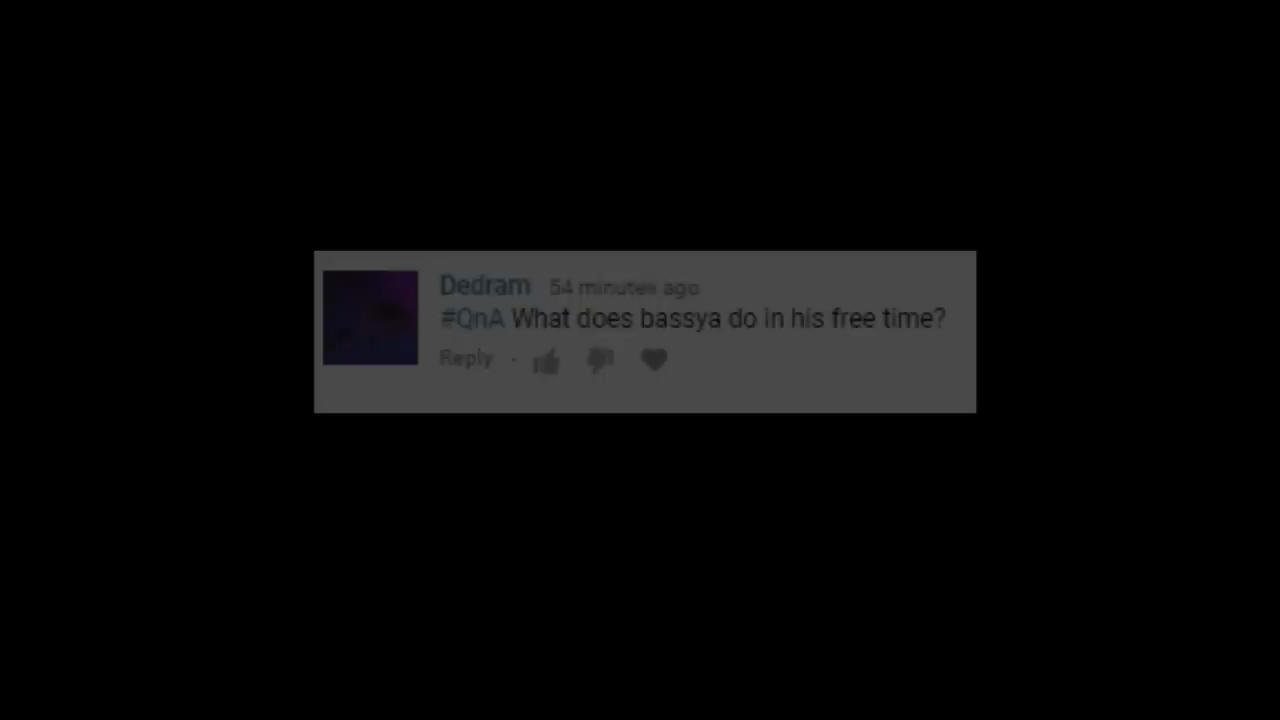 Dedram 54 minutes ago
#QnA What does bassya do in his free time?
Reply ·